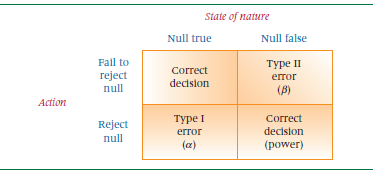 State of nature
Null true Null false
Fail to
reject
null
Correct
decision
Type II
error
(β)
Action
Reject
null
Type I
error
(α)
Correct
decision
(power)